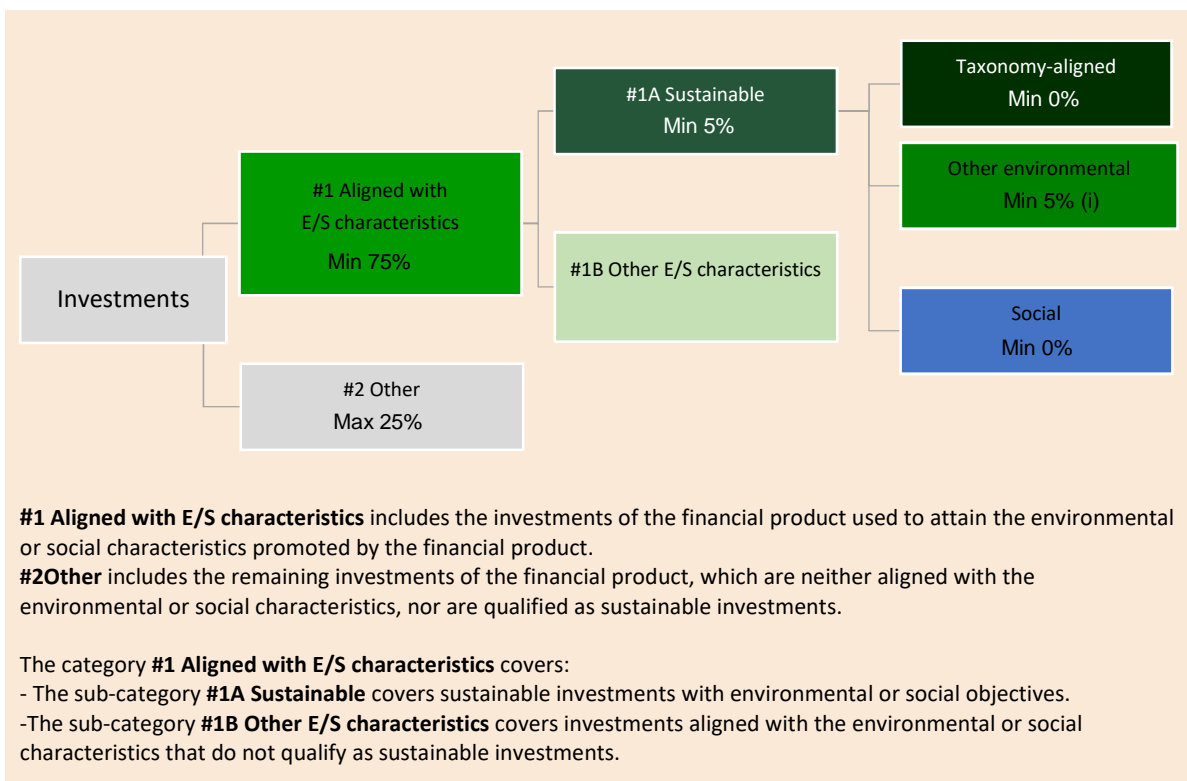 Taxonomy-aligned
Min 0%
#1A Sustainable
Min 5%
Other environmental
Min 5% (i)
#1 Aligned with
E/S characteristics
Min 75%
#1B Other E/S characteristics
Investments
Social
Min 0%
#2 Other
Max 25%
#1 Aligned with E/S characteristics includes the investments of the financial product used to attain the environmental
or social characteristics promoted by the financial product.
#2Other includes the remaining investments of the financial product, which are neither aligned with the
environmental or social characteristics, nor are qualified as sustainable investments.
The category #1 Aligned with E/S characteristics covers:
- The sub-category #1A Sustainable covers sustainable investments with environmental or social objectives.
-The sub-category #1B Other E/S characteristics covers investments aligned with the environmental or social
characteristics that do not qualify as sustainable investments.